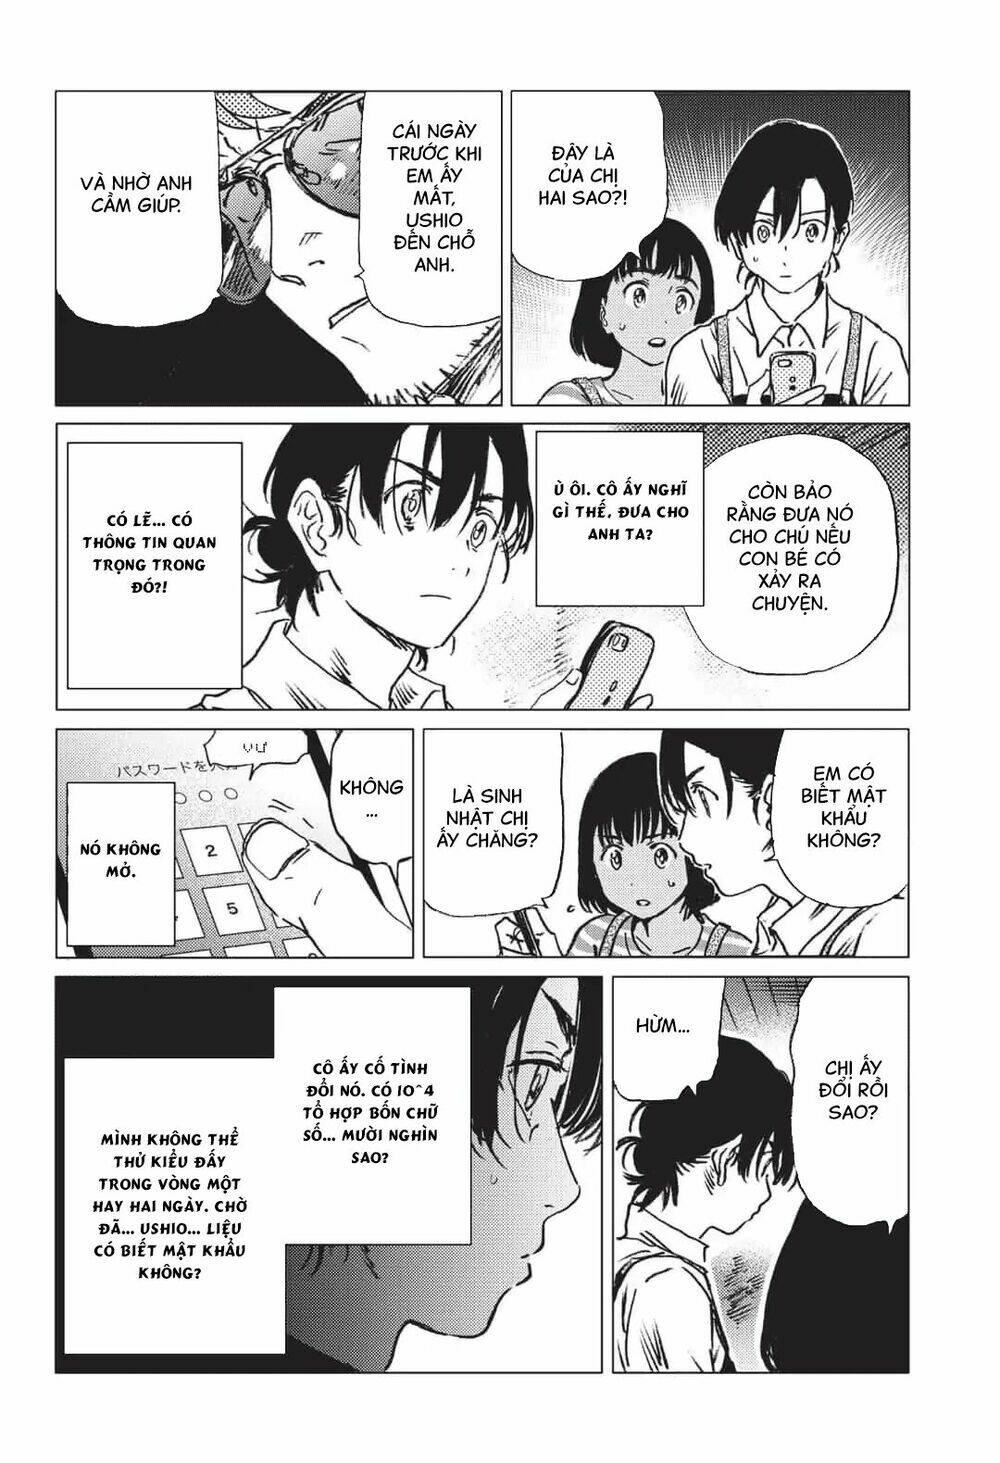 ĐÂY LÀ
CỦA CHỊ
HAI SAO?!
CÁI NGÀY
TRƯỚC KHI
EM ẤY
MẤT,
USHIO
ĐẾN CHỖ
ANH.
VÀ NHỜ ANH
CẦM GIÚP.
CÒN BẢO
RẰNG ĐƯA NÓ
CHO CHÚ NẾU
CON BÉ CÓ
XẢY RA
CHUYỆN.
Ù ÔI. CÔ ẤY NGHĨ
GÌ THẾ, ĐƯA CHO
ANH TA?
CÓ LẼ... CÓ
THÔNG TIN QUAN
TRỌNG TRONG
ĐÓ?!
EM CÓ
BIẾT MẬT
KHẨU
KHÔNG?
LÀ SINH
NHẬT CHỊ
ẤY CHĂNG?
KHÔNG
...
VỪ
パスワードを入力
2
5
NÓ KHÔNG
MỞ.
CHỊ ẤY
ĐỔI RỒI
SAO?
HỪM...
CÔ ẤY CỐ TÌNH
ĐỔI NÓ. CÓ 10^4
TỔ HỢP BỐN CHỮ
SỐ... MƯỜI NGHÌN
SAO?
MÌNH KHÔNG THỂ
THỬ KIỂU ĐẤY
TRONG VÒNG MỘT
HAY HAI NGÀY. CHỜ
ĐÃ... USHIO... LIỆU
CÓ BIẾT MẬT KHẨU
KHÔNG?